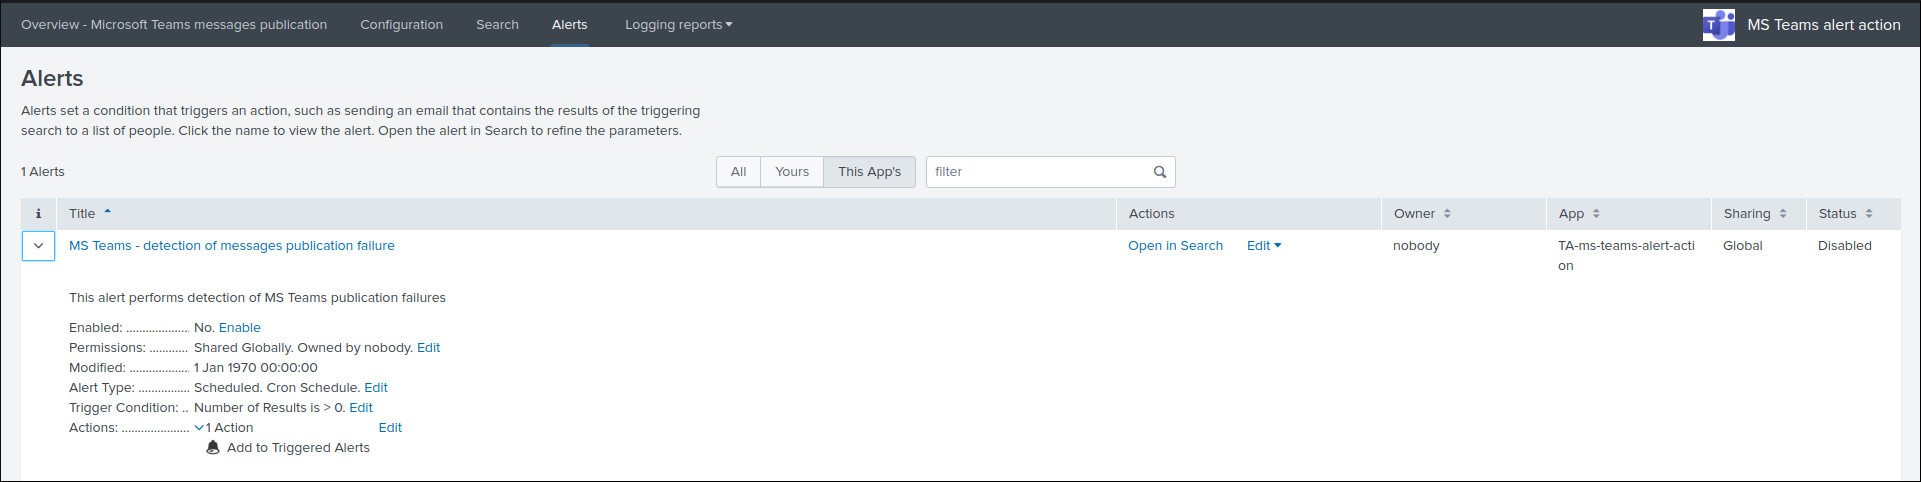 Overview - Microsoft Teams messages publication Configuration Search Alerts Logging reports MS Teams alert action
Alerts
Alerts set a condition that triggers an action, such as sending an email that contains the results of the triggering
search to a list of people. Click the name to view the alert. Open the alert in Search to refine the parameters.
1 Alerts All Yours This App's filter
i Title Actions Owner App Sharing Status
MS Teams - detection of messages publication failure Open in Search Edit nobody TA-ms-teams-alert-acti Global Disabled
on
This alert performs detection of MS Teams publication failures
Enabled: .................... No. Enable
Permissions: ............ Shared Globally. Owned by nobody. Edit
Modified: .................. 1 Jan 1970 00:00:00
Alert Type: ................ Scheduled. Cron Schedule. Edit
Trigger Condition: .. Number of Results is > 0. Edit
Actions: ..................... 1 Action Edit
Add to Triggered Alerts